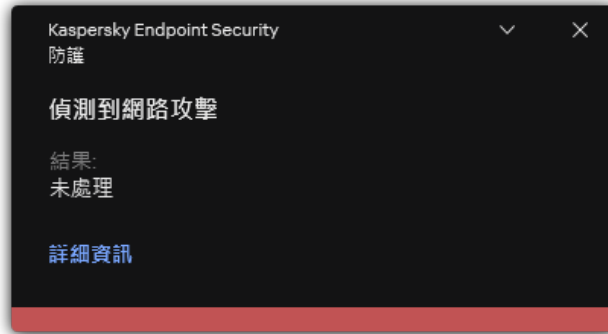 Kaspersky Endpoint Security
防護
偵測到網路攻擊
結果:
未處理
詳細資訊